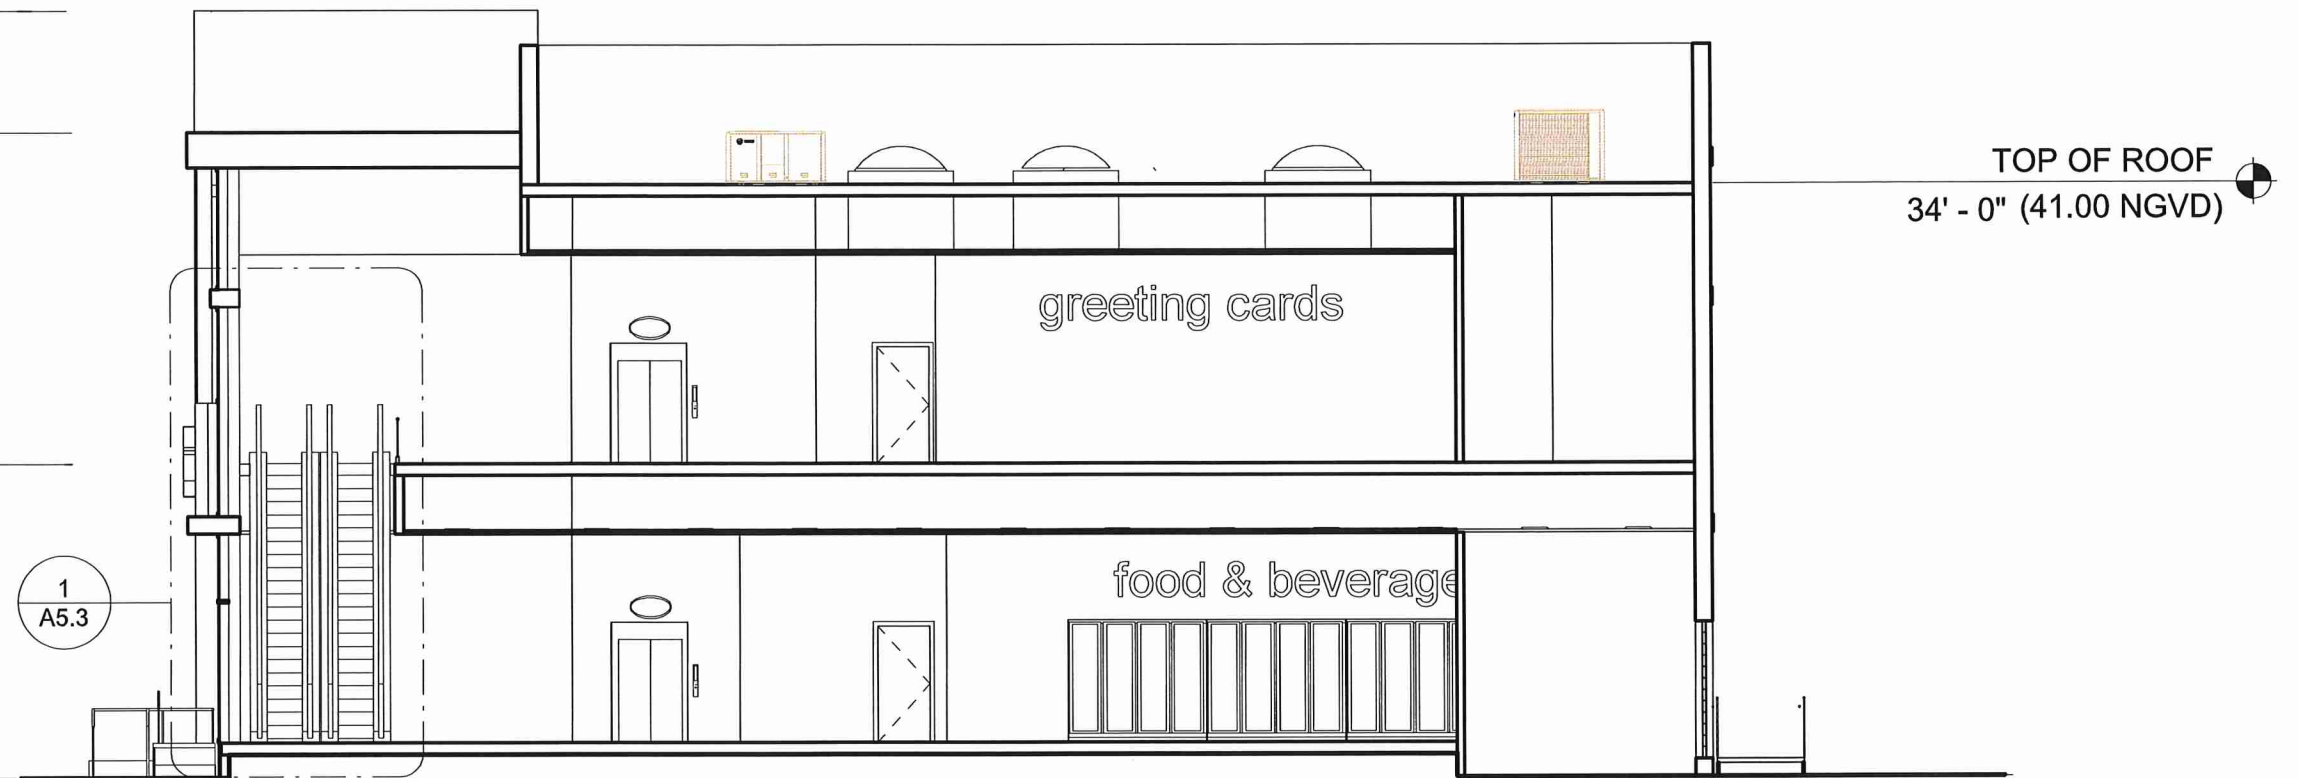 TOP OF ROOF
34' - 0" (41.00 NGVD)
greeting cards
food & beverage
1
A5.3